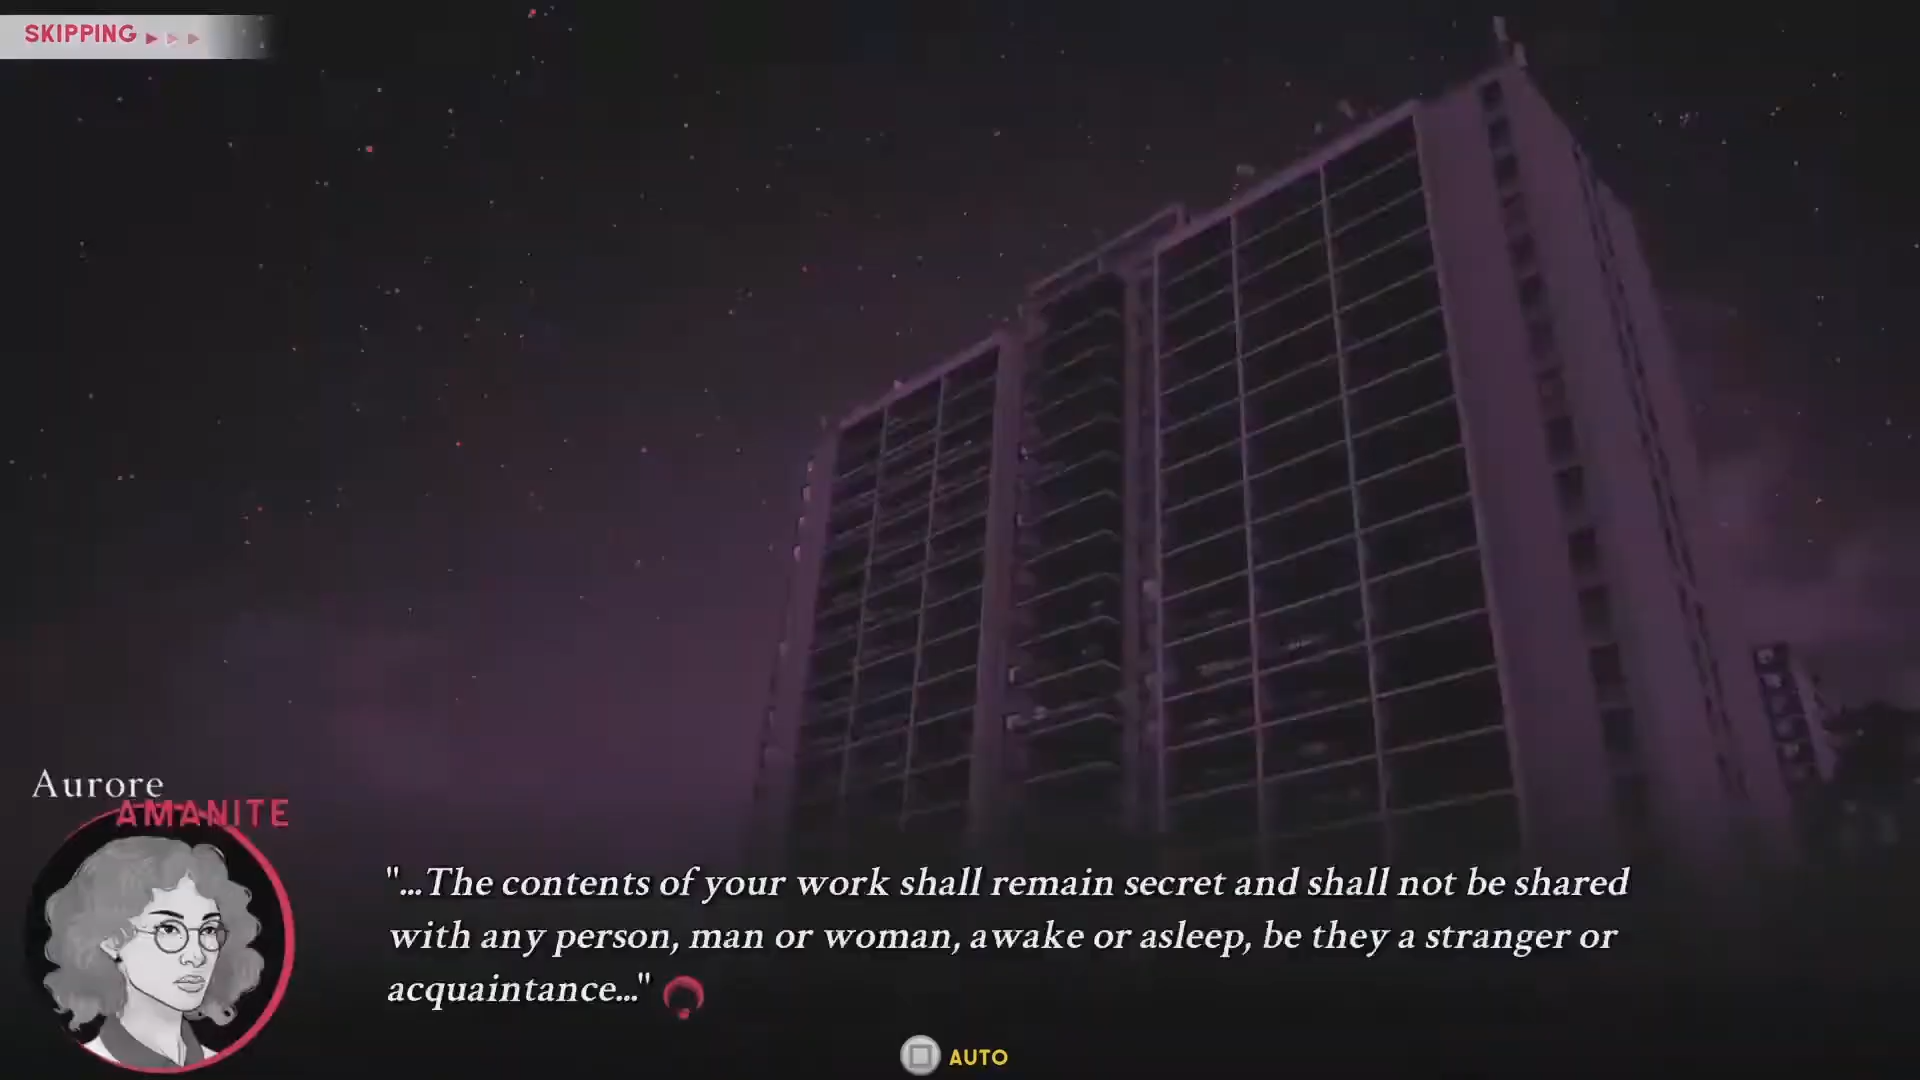 SKIPPING
Aurore
AMANITE
"...The contents of your work shall remain secret and shall not be shared
with any person, man or woman, awake or asleep, be they a stranger or
acquaintance..."
AUTO